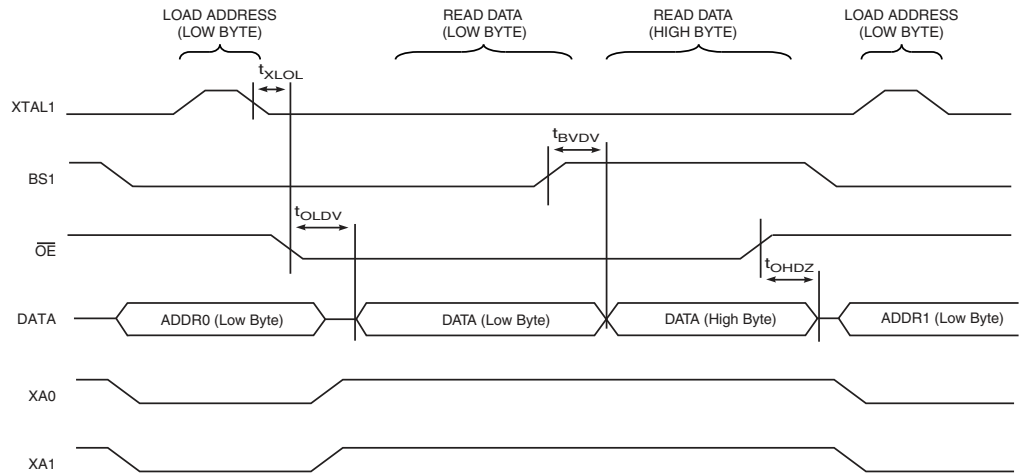 LOAD ADDRESS
(LOW BYTE)
READ DATA
(LOW BYTE)
READ DATA
(HIGH BYTE)
LOAD ADDRESS
(LOW BYTE)
tXLOL
XTAL1
tBVDV
BS1
tOLDV
OE
tOHDZ
DATA
ADDR0 (Low Byte)
DATA (Low Byte)
DATA (High Byte)
ADDR1 (Low Byte)
XA0
XA1